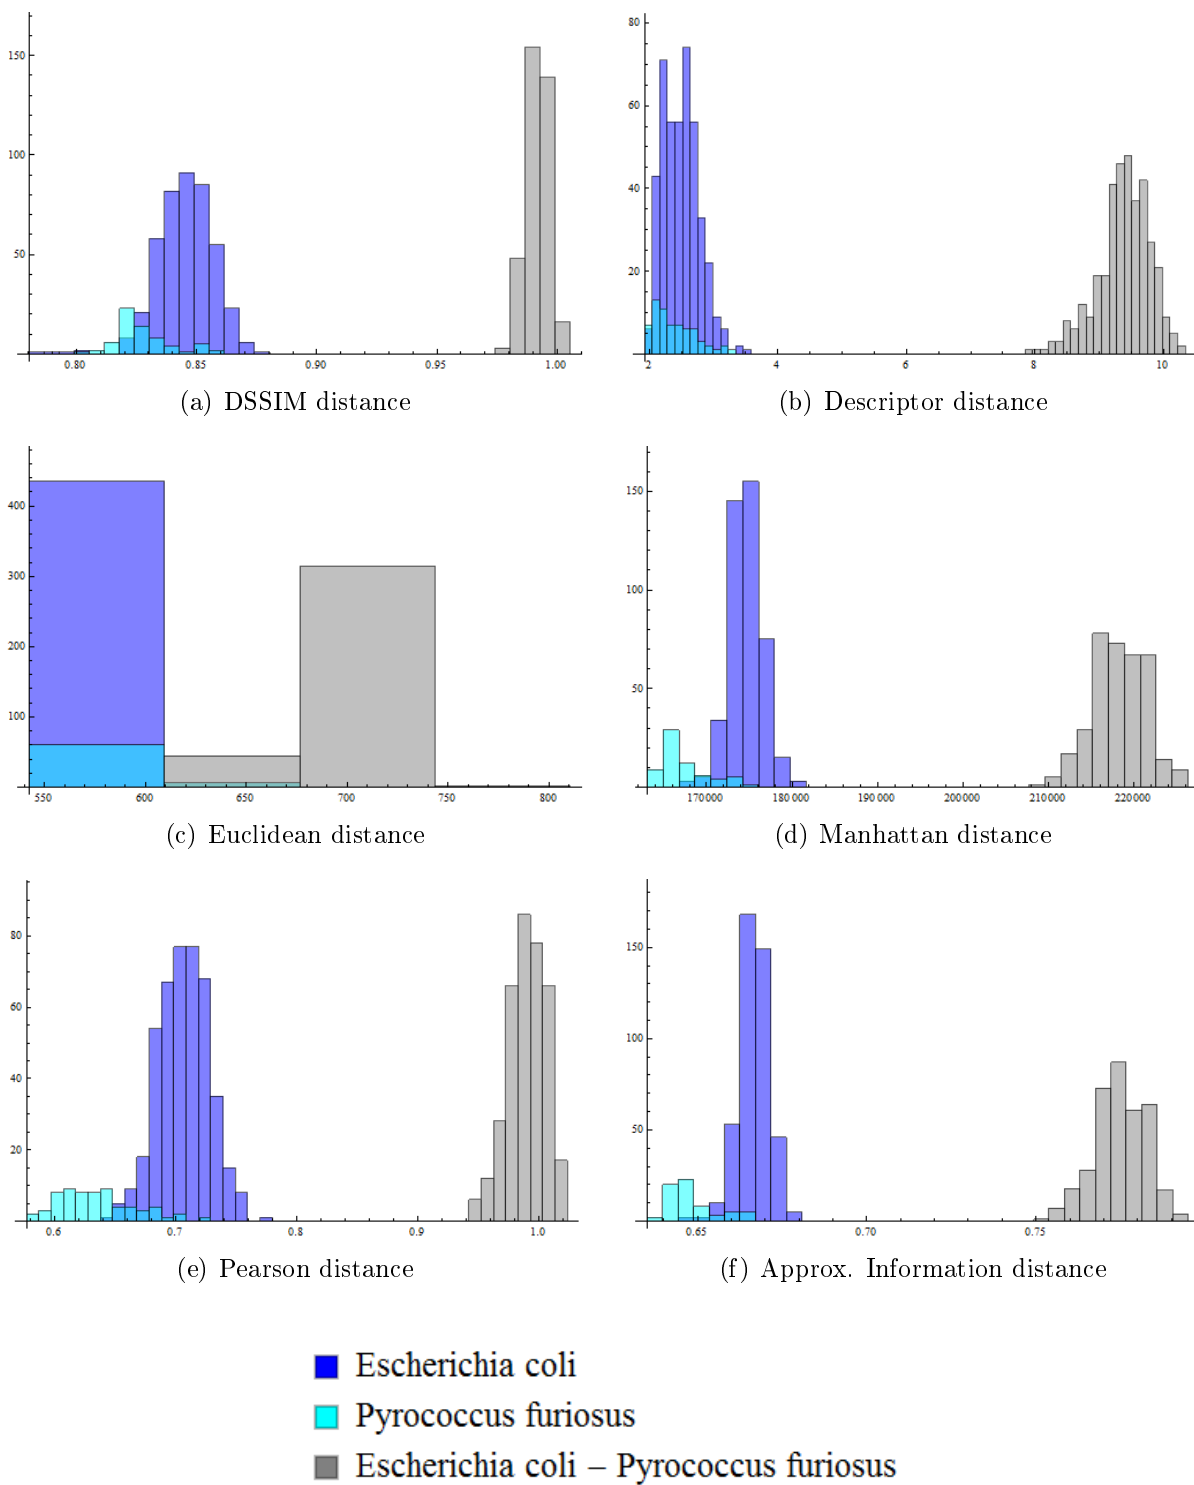 150
100
50
0.80 0.85 0.90 0.95 1.00
(a) DSSIM distance
80
60
40
20
2 4 6 8 10
(b) Descriptor distance
400
300
200
100
550 600 650 700 750 800
(c) Euclidean distance
150
100
50
170000 180000 190000 200000 210000 220000
(d) Manhattan distance
80
60
40
20
0.6 0.7 0.8 0.9 1.0
(e) Pearson distance
150
100
50
0.65 0.70 0.75
(f) Approx. Information distance
Escherichia coli
Pyrococcus furiosus
Escherichia coli – Pyrococcus furiosus